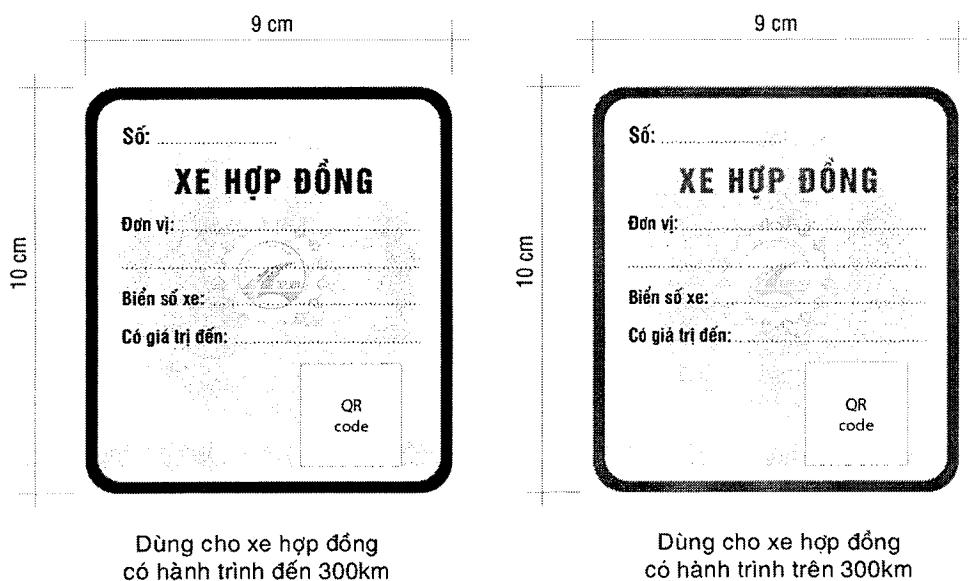 9 cm
10 cm
Số: ........................
XE HỢP ĐỒNG
Đơn vị: ........................
Biển số xe: ........................
Có giá trị đến: ........................
QR
code
Dùng cho xe hợp đồng
có hành trình đến 300km
9 cm
10 cm
Số: ........................
XE HỢP ĐỒNG
Đơn vị: ........................
Biển số xe: ........................
Có giá trị đến: ........................
QR
code
Dùng cho xe hợp đồng
có hành trình trên 300km